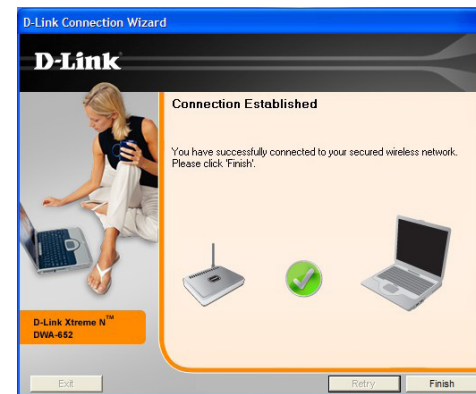 D-Link Connection Wizard
D-Link
Connection Established
You have successfully connected to your secured wireless network.
Please click 'Finish'.
D-Link Xtreme N™
DWA-652
Exit
Retry
Finish